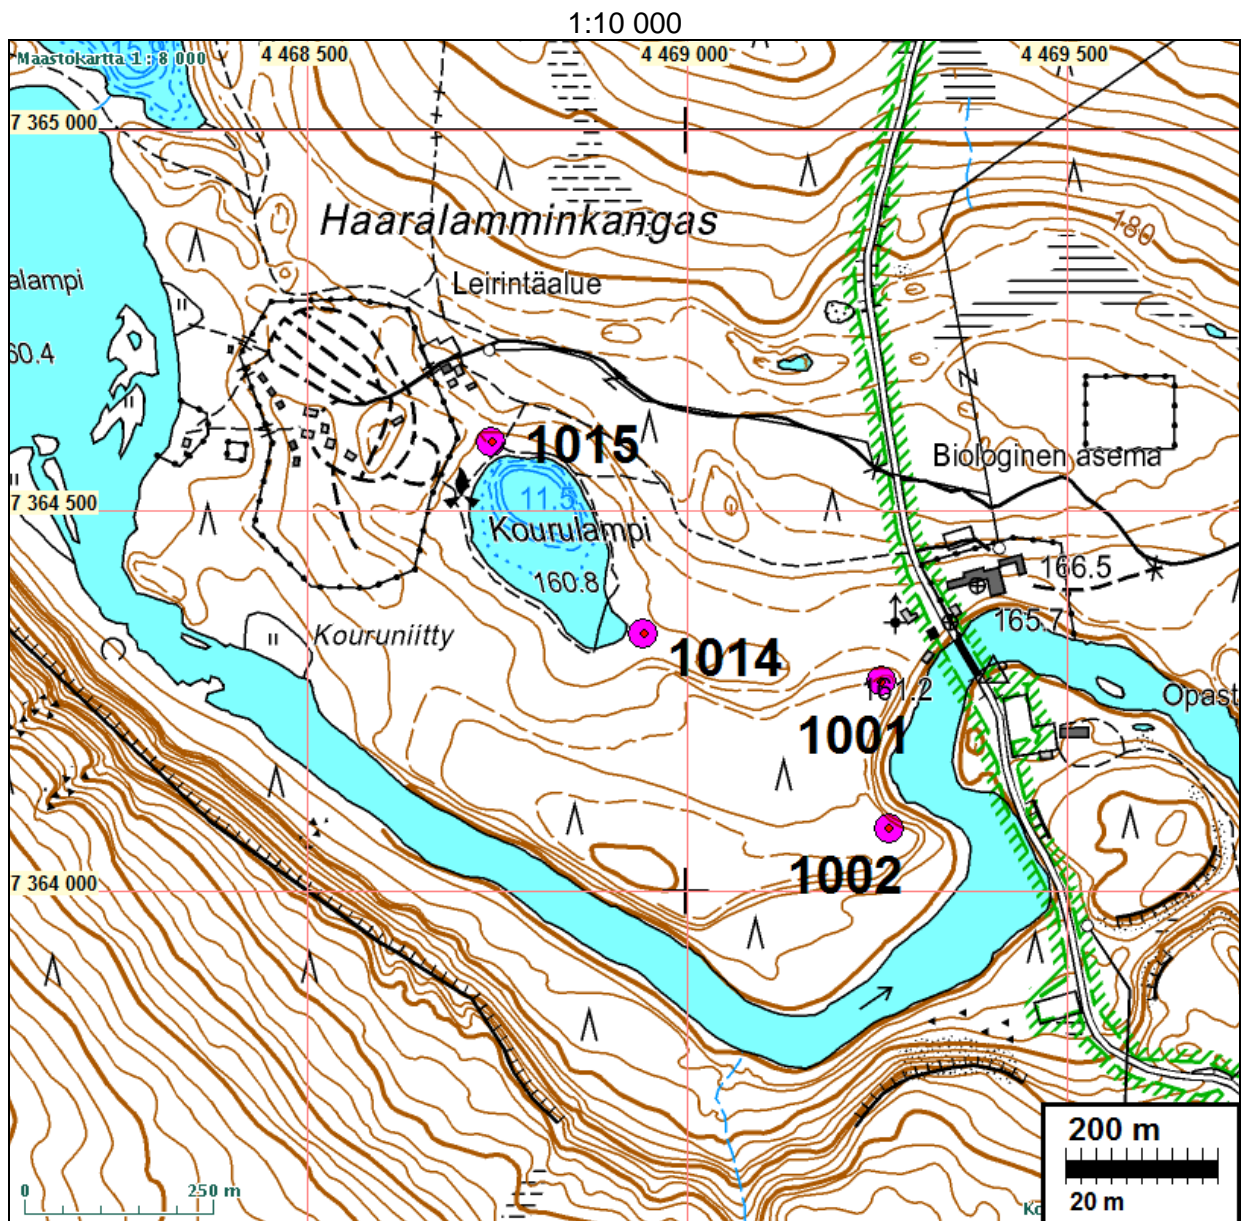 1:10 000
Maastokartta 1 : 8 000
4 468 500
4 469 000
4 469 500
7 365 000
Haaralamminkangas
180
alampi
Leirintäalue
60.4
1015
Biologinen asema
7 364 500
11.5
Kourulampi
160.8
166.5
165.7
Kouruniitty
1014
161.2
Opast
1001
1002
7 364 000
200 m
20 m
0
250 m